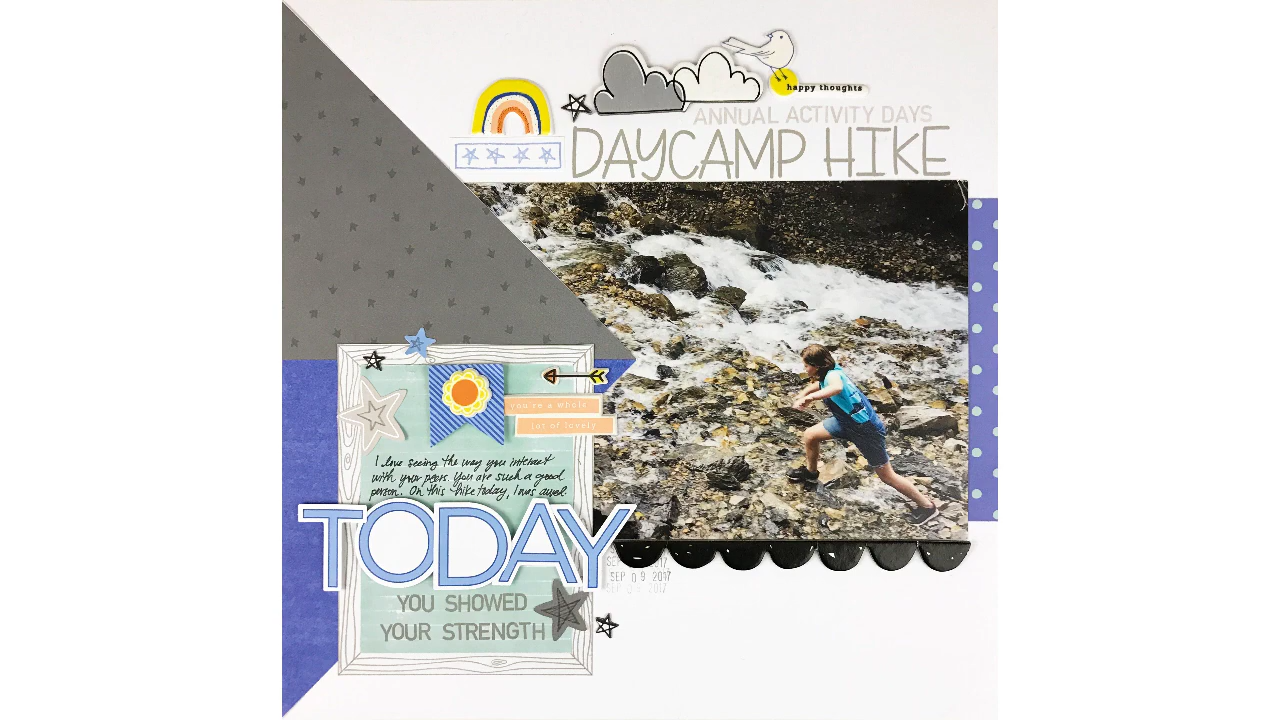 happy thoughts
ANNUAL ACTIVITY DAYS
DAYCAMP HIKE
you're a whole
lot of lovely
I love seeing the way you interact
with your peers. You are such a good
person. On this hike today, I was awed
TODAY
SEP 09 2017
YOU SHOWED
YOUR STRENGTH